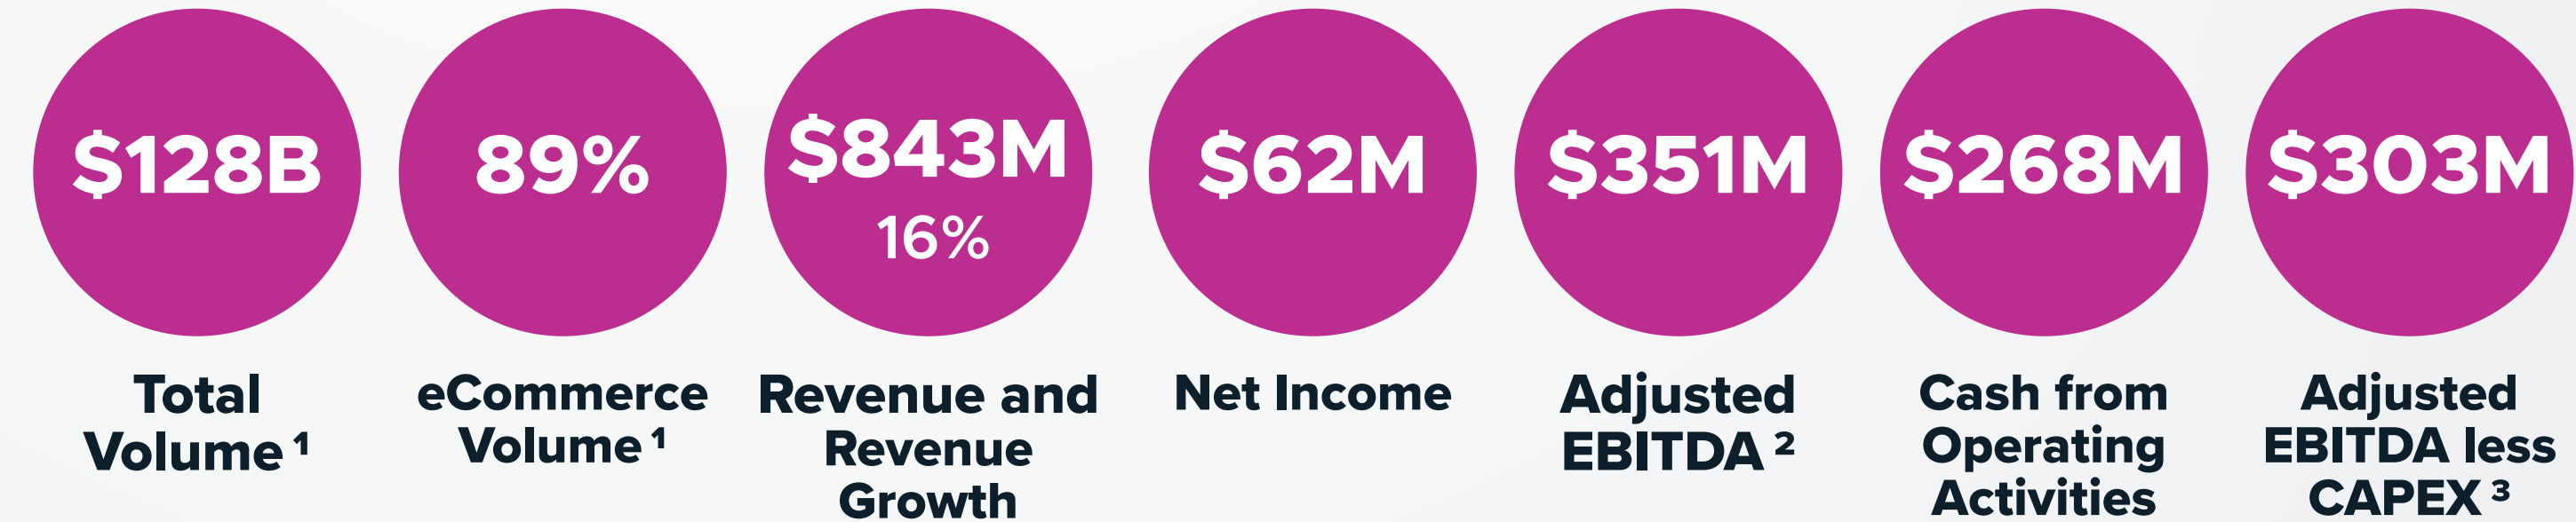 $128B
Total
Volume ¹
89%
eCommerce
Volume ¹
$843M
16%
Revenue and
Revenue
Growth
$62M
Net Income
$351M
Adjusted
EBITDA ²
$268M
Cash from
Operating
Activities
$303M
Adjusted
EBITDA less
CAPEX ³